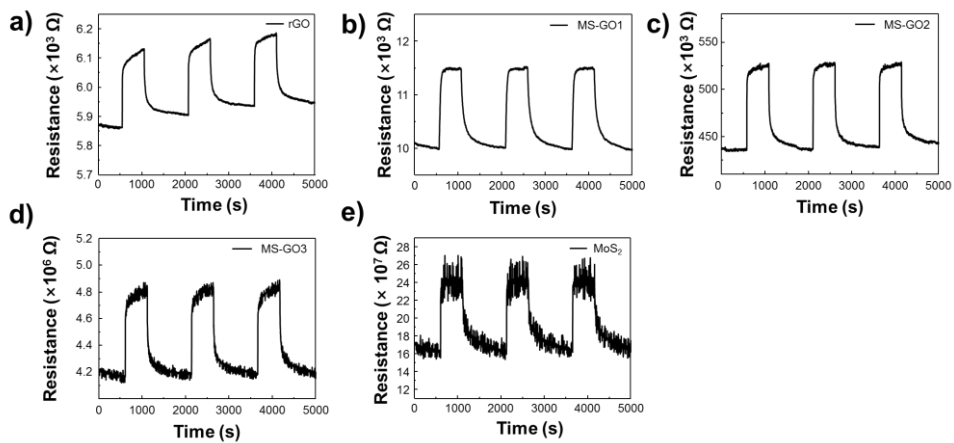 a)
rGO
Resistance (×10³ Ω)
6.2
6.1
6.0
5.9
5.8
5.7
0 1000 2000 3000 4000 5000
Time (s)
b)
MS-GO1
Resistance (×10³ Ω)
12
11
10
0 1000 2000 3000 4000 5000
Time (s)
c)
MS-GO2
Resistance (×10³ Ω)
550
500
450
0 1000 2000 3000 4000 5000
Time (s)
d)
MS-GO3
Resistance (×10⁶ Ω)
5.2
5.0
4.8
4.6
4.4
4.2
0 1000 2000 3000 4000 5000
Time (s)
e)
MoS₂
Resistance (× 10⁷ Ω)
28
26
24
22
20
18
16
14
12
11
0 1000 2000 3000 4000 5000
Time (s)